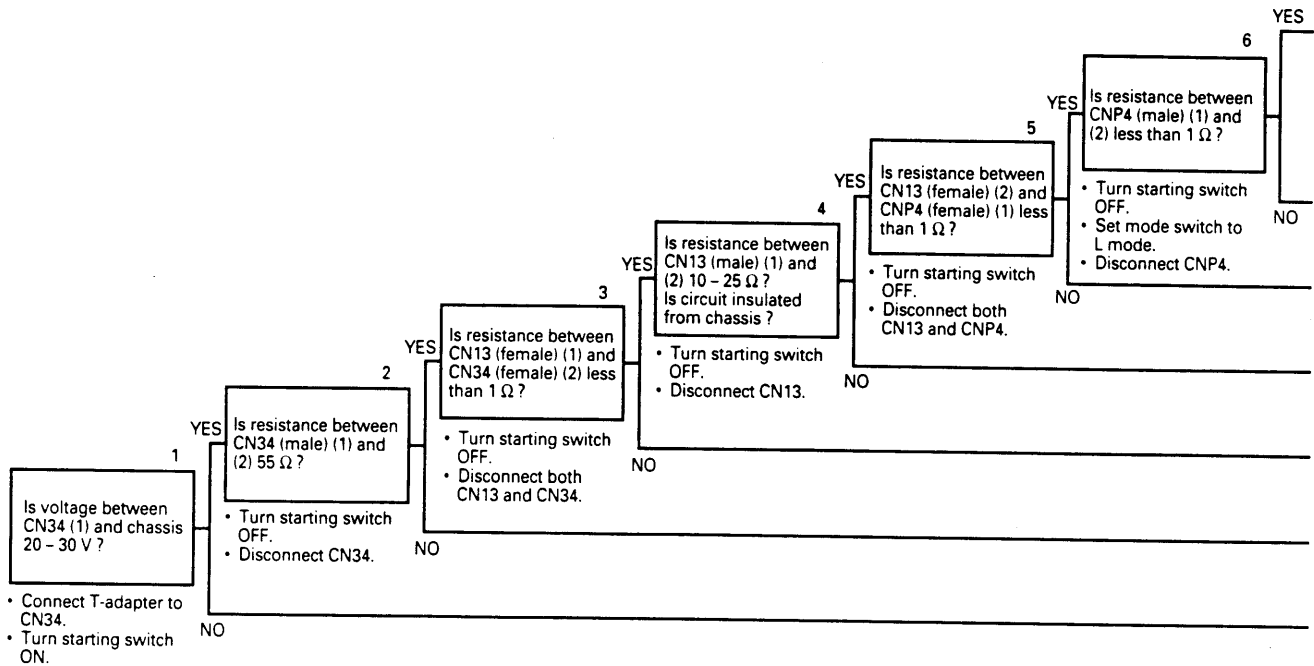 1
Is voltage between
CN34 (1) and chassis
20 – 30 V ?
• Connect T-adapter to
CN34.
• Turn starting switch
ON.
YES
NO
2
Is resistance between
CN34 (male) (1) and
(2) 55 Ω ?
• Turn starting switch
OFF.
• Disconnect CN34.
YES
NO
3
Is resistance between
CN13 (female) (1) and
CN34 (female) (2) less
than 1 Ω ?
• Turn starting switch
OFF.
• Disconnect both
CN13 and CN34.
YES
NO
4
Is resistance between
CN13 (male) (1) and
(2) 10 – 25 Ω ?
Is circuit insulated
from chassis ?
• Turn starting switch
OFF.
• Disconnect CN13.
YES
NO
5
Is resistance between
CN13 (female) (2) and
CNP4 (female) (1) less
than 1 Ω ?
• Turn starting switch
OFF.
• Disconnect both
CN13 and CNP4.
YES
NO
6
Is resistance between
CNP4 (male) (1) and
(2) less than 1 Ω ?
• Turn starting switch
OFF.
• Set mode switch to
L mode.
• Disconnect CNP4.
YES
NO